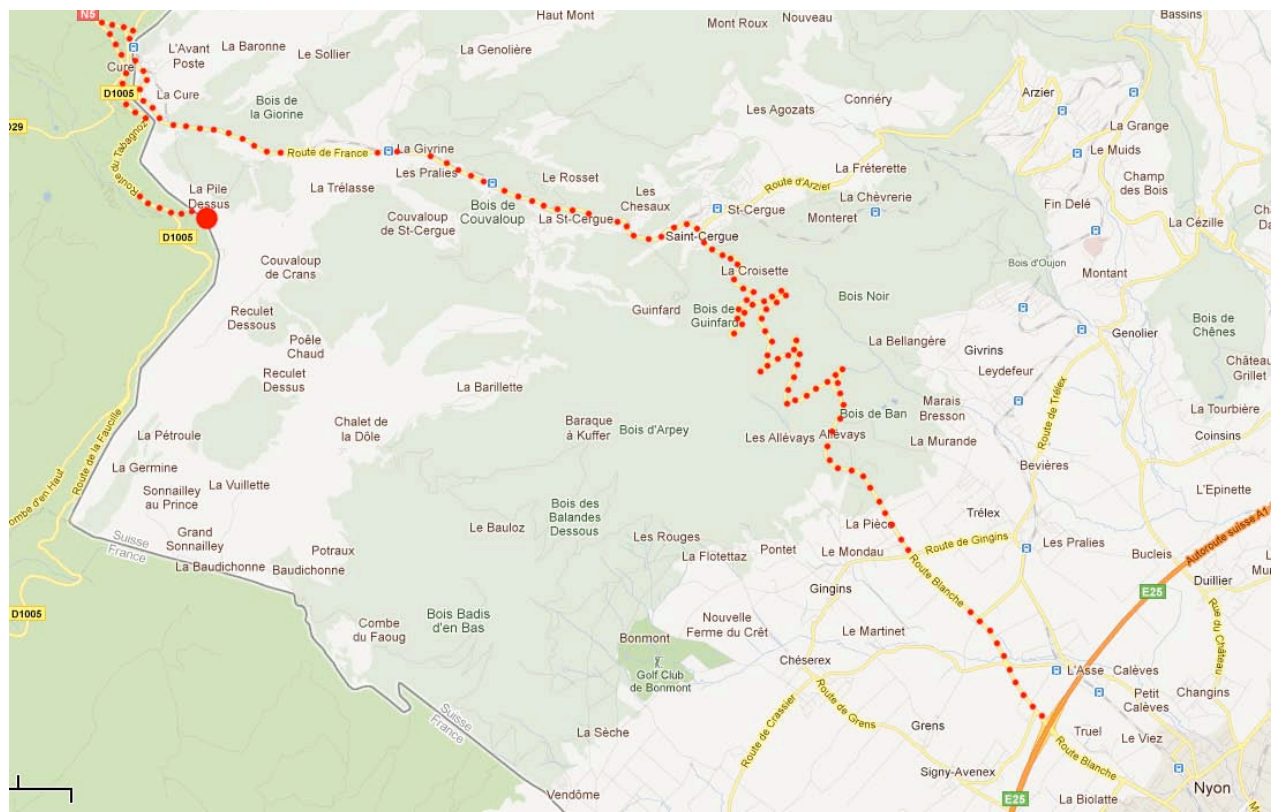 N5
Haut Mont
Mont Roux
Nouveau
Bassins
L'Avant
Poste
La Baronne
Le Sollier
La Genolière
Cure
D1005
La Cure
Bois de
la Gionne
Les Agozats
Conriéry
Arzier
La Grange
Le Muids
D29
Route du Tabagnoz
Route de France
La Givrine
Les Pralies
La Fréterette
Champ
des Bois
La Pile
Dessus
La Trélasse
Le Rosset
Les
Chesaux
Route d'Arzier
La Chèvrerie
Fin Delé
Couvaloup
de St-Cergue
Bois de
Couvaloup
La St-Cergue
St-Cergue
Monteret
La Cézille
D1005
Saint-Cergue
Couvaloup
de Crans
La Croisette
Bois d'Oujon
Montant
Reculet
Dessous
Guinfard
Bois de
Guinfard
Bois Noir
Poêle
Chaud
La Bellangère
Givrins
Genolier
Bois de
Chênes
Reculet
Dessus
La Barillette
Leydefeur
Château
Grillet
Marais
Bresson
Route de Trélex
La Tourbière
Chalet de
la Dôle
Baraque
à Kuffer
Bois d'Arpey
Bois de Ban
La Pétroule
Les Allévays
Allévays
La Murande
Coinsins
La Germine
Route de la Faucille
Combe d'en Haut
Bevières
La Vuillette
Sonnailley
au Prince
L'Epinette
Bois des
Balandes
Dessous
Le Bauloz
Grand
Sonnailley
Les Rouges
La Pièce
Trélex
Autoroute suisse A1
Suisse
France
Potraux
La Flotettaz
Pontet
Le Mondau
Route de Gingins
Les Pralies
Bucleis
La Baudichonne
Baudichonne
Gingins
Route Blanche
E25
Duillier
D1005
Bois Badis
d'en Bas
Nouvelle
Ferme du Crêt
Rue du Château
Combe
du Faoug
Bonmont
Le Martinet
Chéserex
Golf Club
de Bonmont
L'Asse
Calèves
Petit
Calèves
Changins
Suisse
France
Route de Crassier
Route de Grens
Grens
La Sèche
Truel
Le Viez
Route Blanche
Signy-Avenex
Nyon
Vendôme
E25
La Biolatte